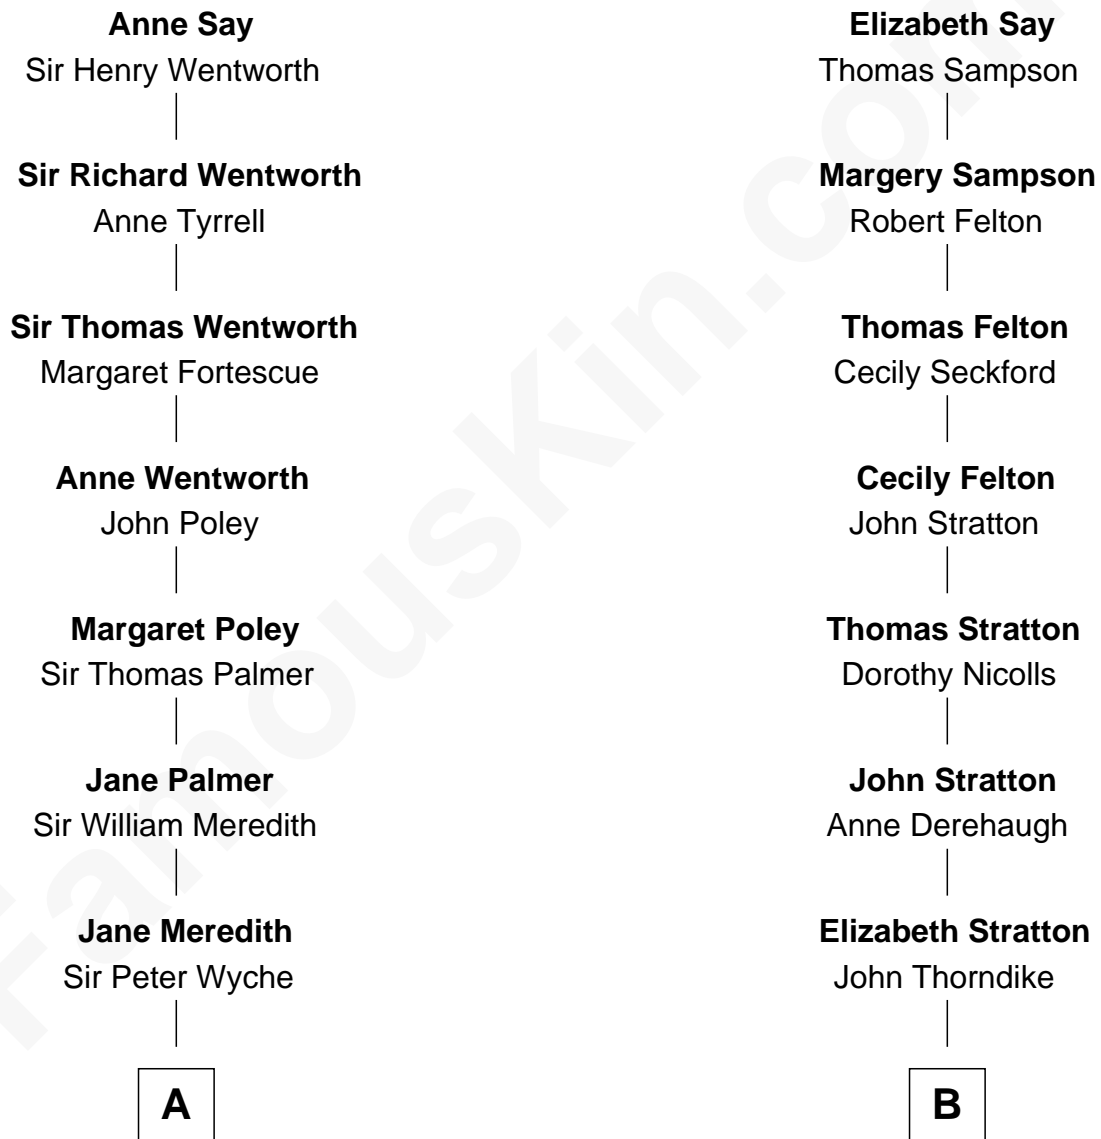 Anne Say
Sir Henry Wentworth
Sir Richard Wentworth
Anne Tyrrell
Sir Thomas Wentworth
Margaret Fortescue
Anne Wentworth
John Poley
Margaret Poley
Sir Thomas Palmer
Jane Palmer
Sir William Meredith
Jane Meredith
Sir Peter Wyche
A
Elizabeth Say
Thomas Sampson
Margery Sampson
Robert Felton
Thomas Felton
Cecily Seckford
Cecily Felton
John Stratton
Thomas Stratton
Dorothy Nicolls
John Stratton
Anne Derehaugh
Elizabeth Stratton
John Thorndike
B
FamousKin.com